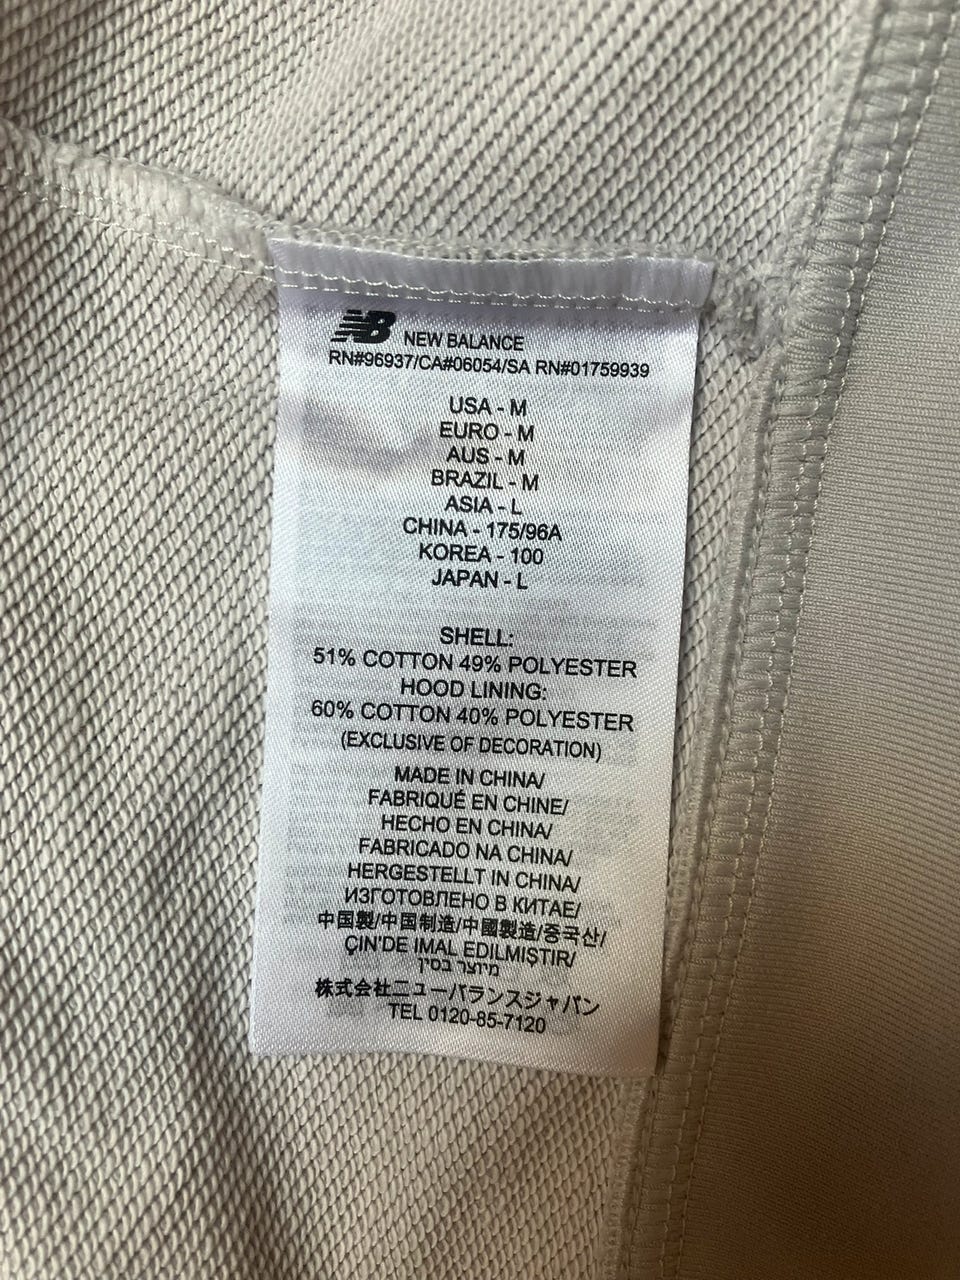 NB NEW BALANCE
RN#96937/CA#06054/SA RN#01759939
USA - M
EURO - M
AUS - M
BRAZIL - M
ASIA - L
CHINA - 175/96A
KOREA - 100
JAPAN - L
SHELL:
51% COTTON 49% POLYESTER
HOOD LINING:
60% COTTON 40% POLYESTER
(EXCLUSIVE OF DECORATION)
MADE IN CHINA/
FABRIQUÉ EN CHINE/
HECHO EN CHINA/
FABRICADO NA CHINA/
HERGESTELLT IN CHINA/
ИЗГОТОВЛЕНО В КИТАЕ/
中国製/中国制造/中國製造/중국산/
ÇIN'DE IMAL EDILMIŞTIR/
מיוצר בסין
株式会社ニューバランスジャパン
TEL 0120-85-7120